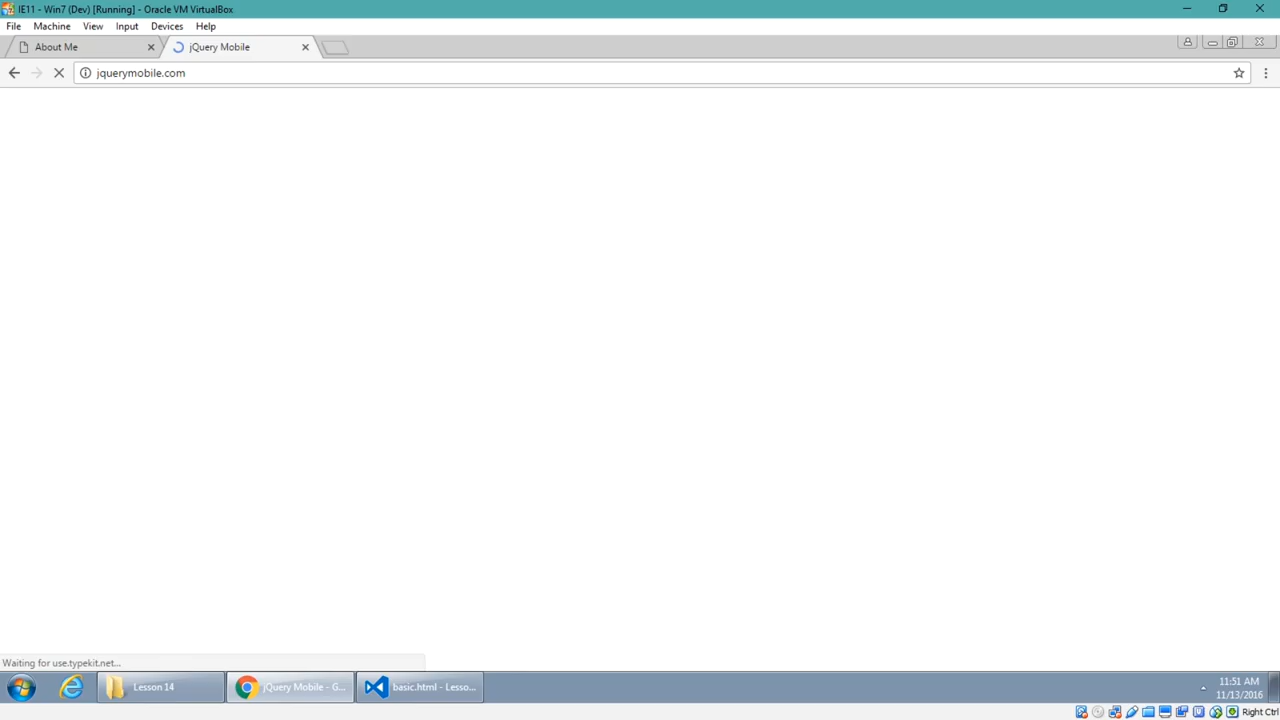 IE11 - Win7 (Dev) [Running] - Oracle VM VirtualBox
File Machine View Input Devices Help
About Me jQuery Mobile
jquerymobile.com
Waiting for use.typekit.net...
Lesson 14 jQuery Mobile - G... basic.html - Lesso...
11:51 AM
11/13/2016
Right Ctrl